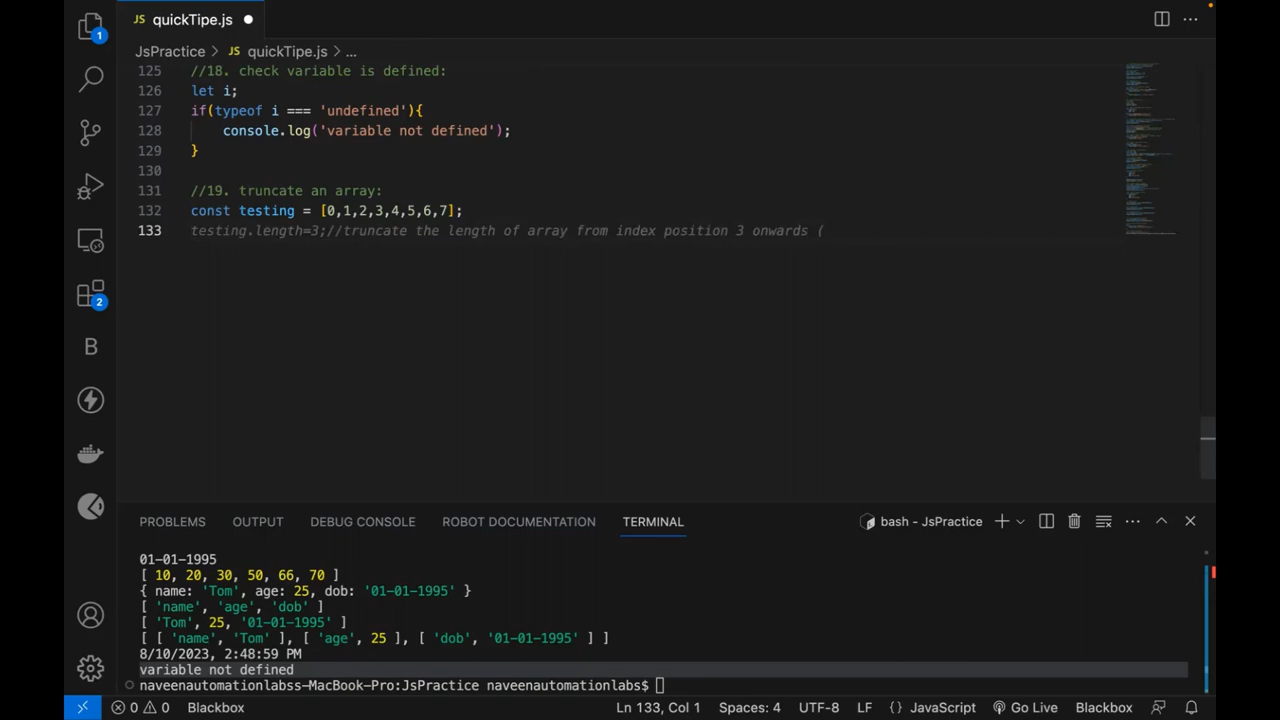 JS quickTipe.js
1
JsPractice > JS quickTipe.js > ...
125 //18. check variable is defined:
126 let i;
127 if(typeof i === 'undefined'){
128 console.log('variable not defined');
129 }
130
131 //19. truncate an array:
132 const testing = [0,1,2,3,4,5,6,7];
133 testing.length=3;//truncate the length of array from index position 3 onwards (
2
B
PROBLEMS OUTPUT DEBUG CONSOLE ROBOT DOCUMENTATION TERMINAL bash - JsPractice
01-01-1995
[ 10, 20, 30, 50, 66, 70 ]
{ name: 'Tom', age: 25, dob: '01-01-1995' }
[ 'name', 'age', 'dob' ]
[ 'Tom', 25, '01-01-1995' ]
[ [ 'name', 'Tom' ], [ 'age', 25 ], [ 'dob', '01-01-1995' ] ]
8/10/2023, 2:48:59 PM
variable not defined
naveenautomationlabss-MacBook-Pro:JsPractice naveenautomationlabs$
0 0 Blackbox Ln 133, Col 1 Spaces: 4 UTF-8 LF {} JavaScript Go Live Blackbox